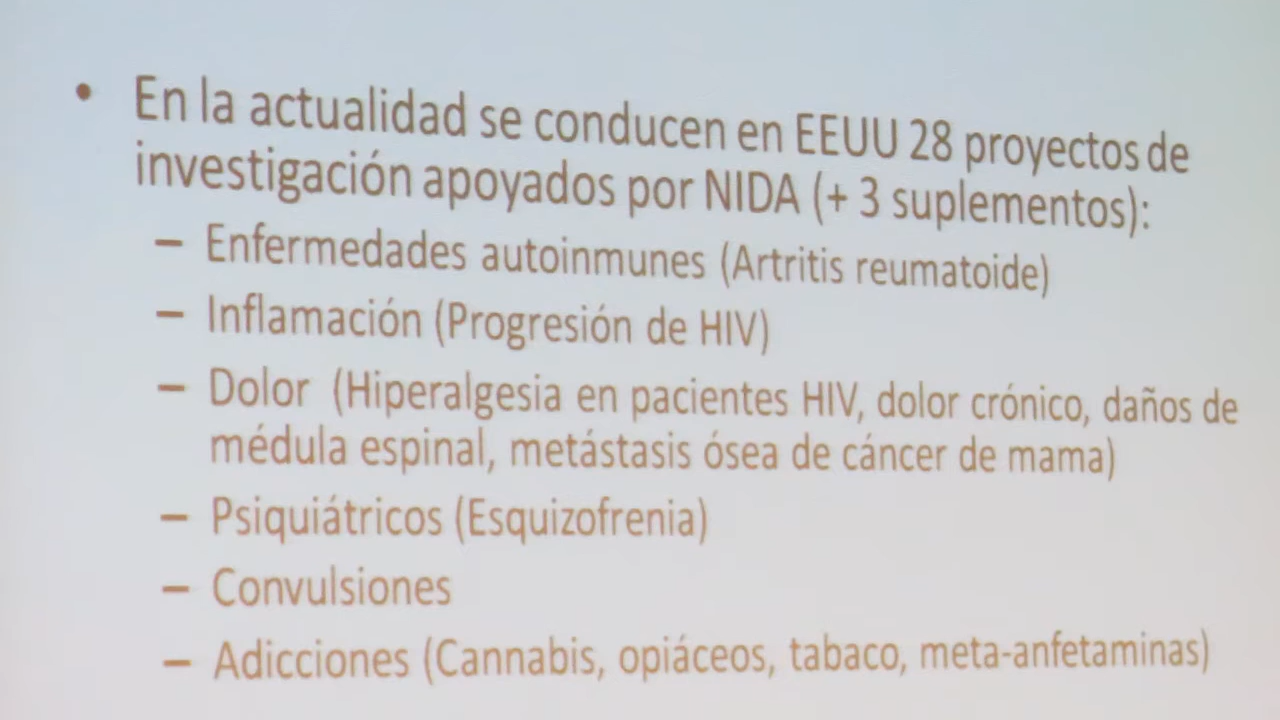 • En la actualidad se conducen en EEUU 28 proyectos de
investigación apoyados por NIDA (+ 3 suplementos):
– Enfermedades autoinmunes (Artritis reumatoide)
– Inflamación (Progresión de HIV)
– Dolor (Hiperalgesia en pacientes HIV, dolor crónico, daños de
médula espinal, metástasis ósea de cáncer de mama)
– Psiquiátricos (Esquizofrenia)
– Convulsiones
– Adicciones (Cannabis, opiáceos, tabaco, meta-anfetaminas)